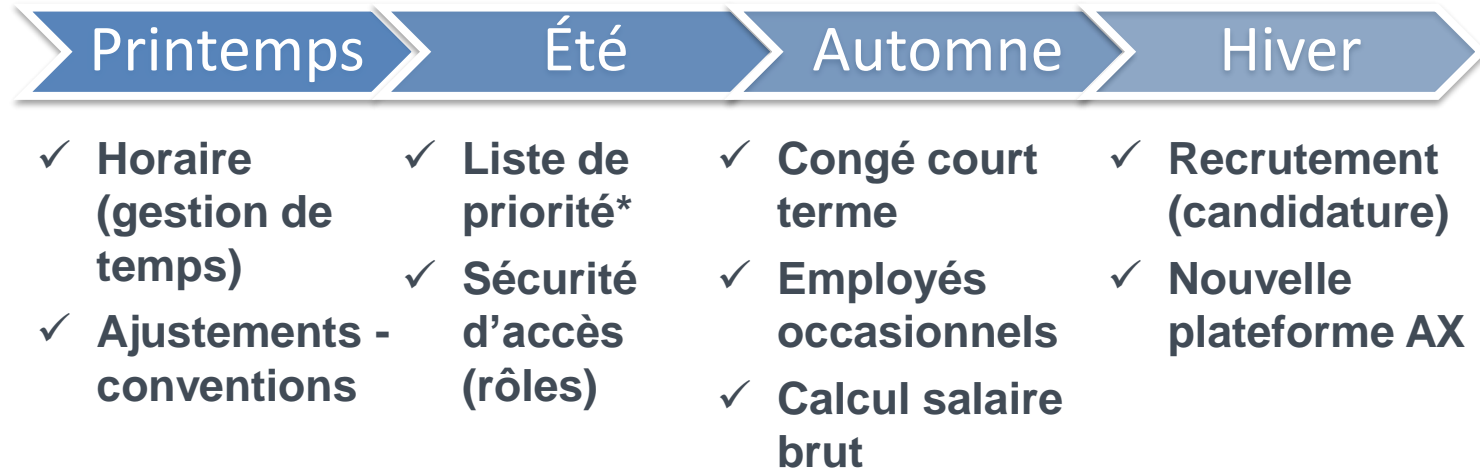 Printemps
Été
Automne
Hiver
✓ Horaire
(gestion de
temps)
✓ Ajustements -
conventions
✓ Liste de
priorité*
✓ Sécurité
d’accès
(rôles)
✓ Congé court
terme
✓ Employés
occasionnels
✓ Calcul salaire
brut
✓ Recrutement
(candidature)
✓ Nouvelle
plateforme AX